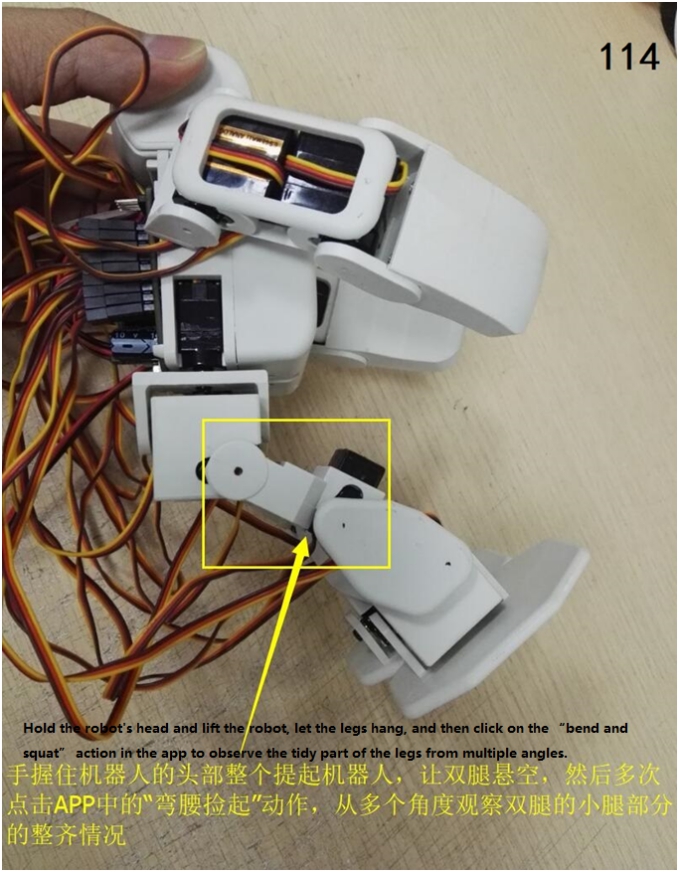 114
Hold the robot's head and lift the robot, let the legs hang, and then click on the “bend and
squat” action in the app to observe the tidy part of the legs from multiple angles.
手握住机器人的头部整个提起机器人，让双腿悬空，然后多次
点击APP中的“弯腰捡起”动作，从多个角度观察双腿的小腿部分
的整齐情况